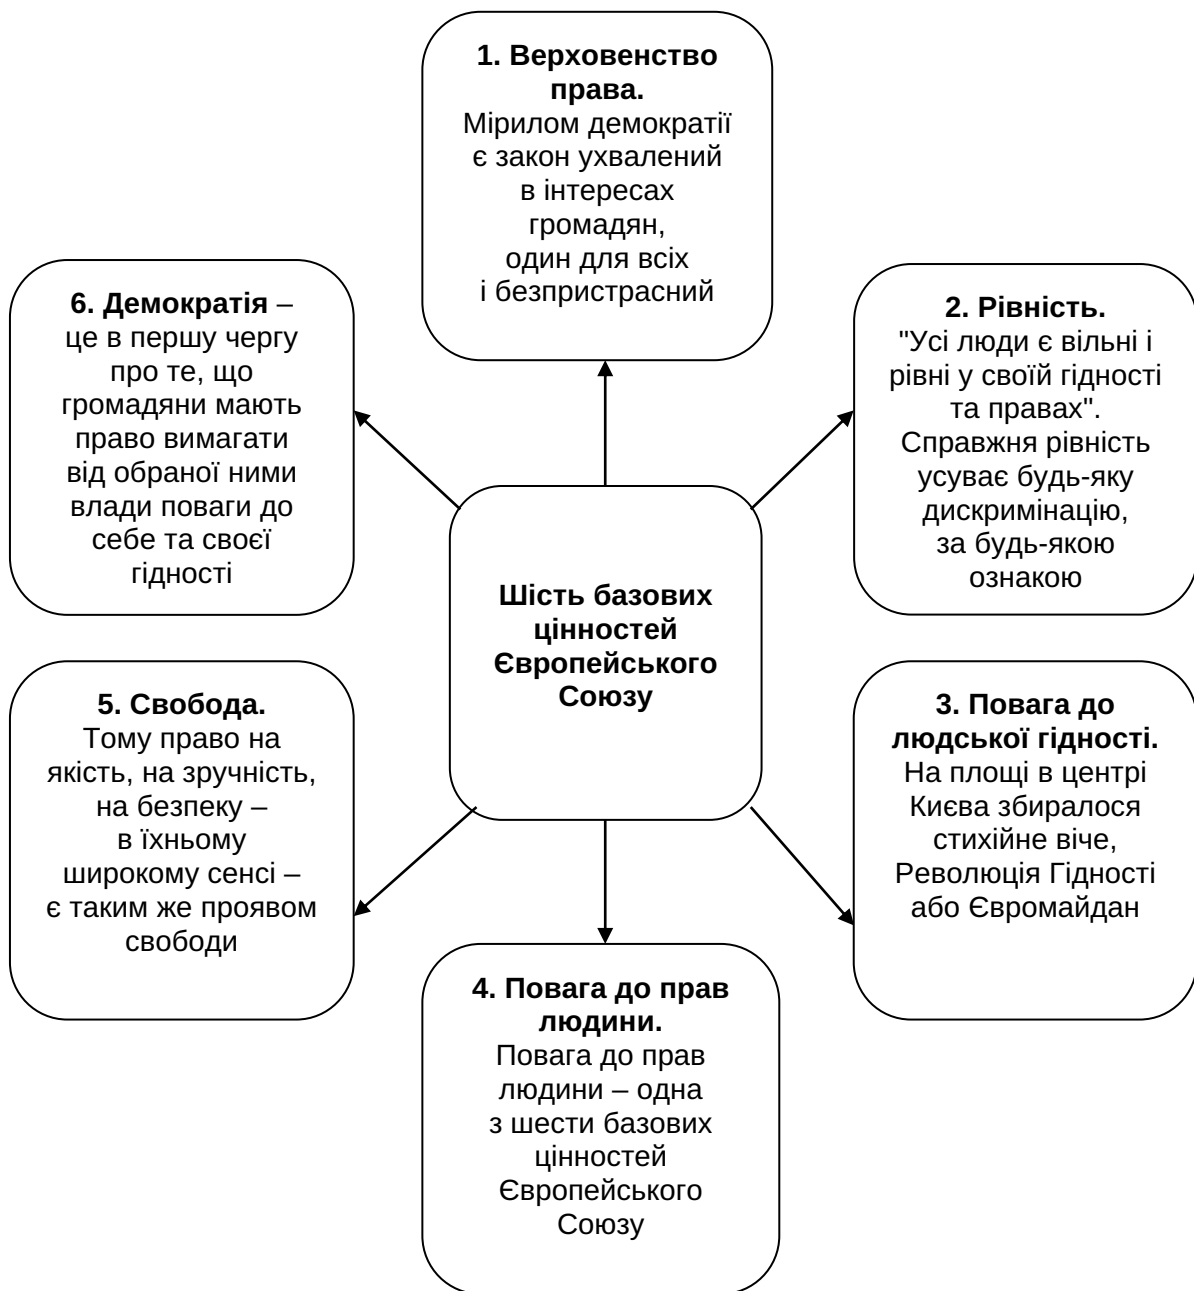 1. Верховенство
права.
Мірилом демократії
є закон ухвалений
в інтересах
громадян,
один для всіх
і безпристрасний
2. Рівність.
"Усі люди є вільні і
рівні у своїй гідності
та правах".
Справжня рівність
усуває будь-яку
дискримінацію,
за будь-якою
ознакою
3. Повага до
людської гідності.
На площі в центрі
Києва збиралося
стихійне віче,
Революція Гідності
або Євромайдан
4. Повага до прав
людини.
Повага до прав
людини – одна
з шести базових
цінностей
Європейського
Союзу
5. Свобода.
Тому право на
якість, на зручність,
на безпеку –
в їхньому
широкому сенсі –
є таким же проявом
свободи
6. Демократія –
це в першу чергу
про те, що
громадяни мають
право вимагати
від обраної ними
влади поваги до
себе та своєї
гідності
Шість базових
цінностей
Європейського
Союзу